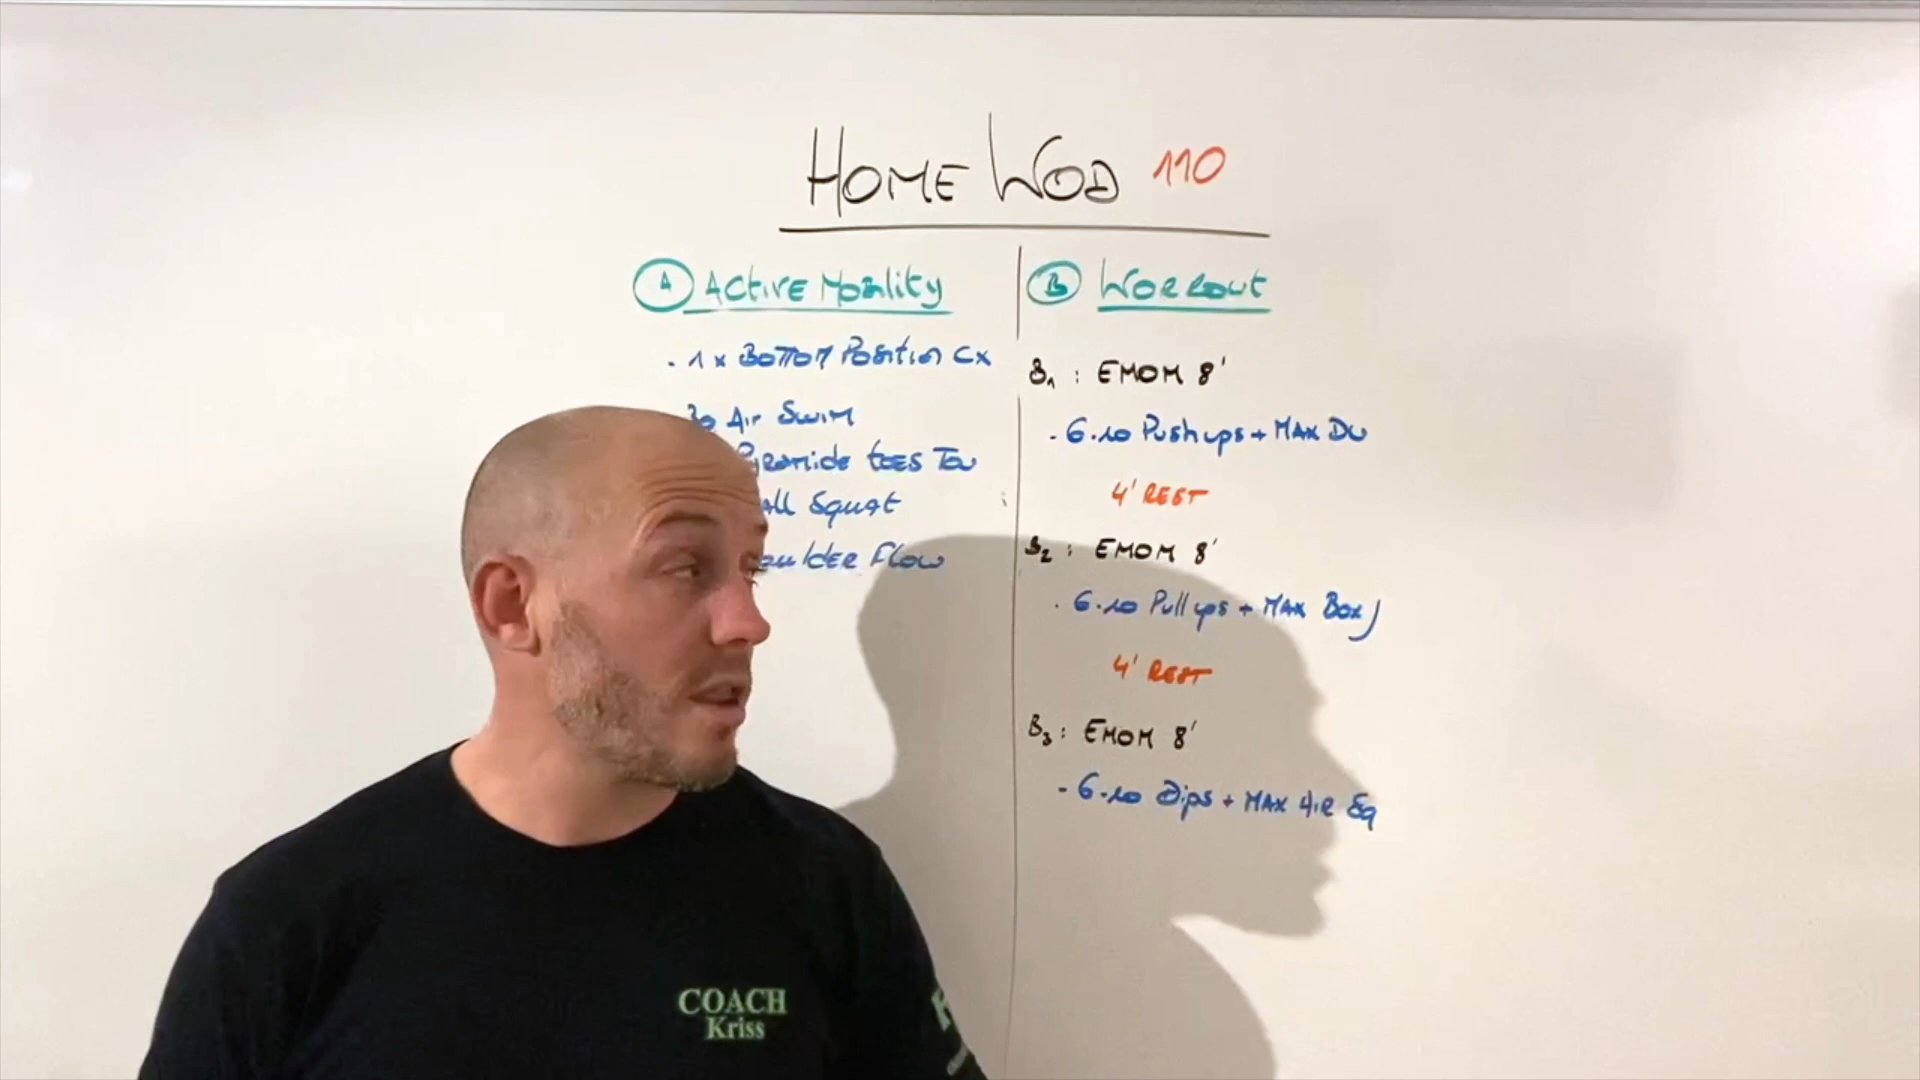 HOME WOD 110
A ACTIVE MOBILITY
- 1 x BOTTOM POSITION Cx
30 AIR SWIM
TOES
ALL SQUAT
FLOW
B WORKOUT
B1 : EMOM 8'
- 6-10 Push ups + MAX DU
4' REST
B2 : EMOM 8'
- 6-10 Pull ups + MAX BOX J
4' REST
B3 : EMOM 8'
- 6-10 Dips + MAX AIR Sq
COACH
Kriss